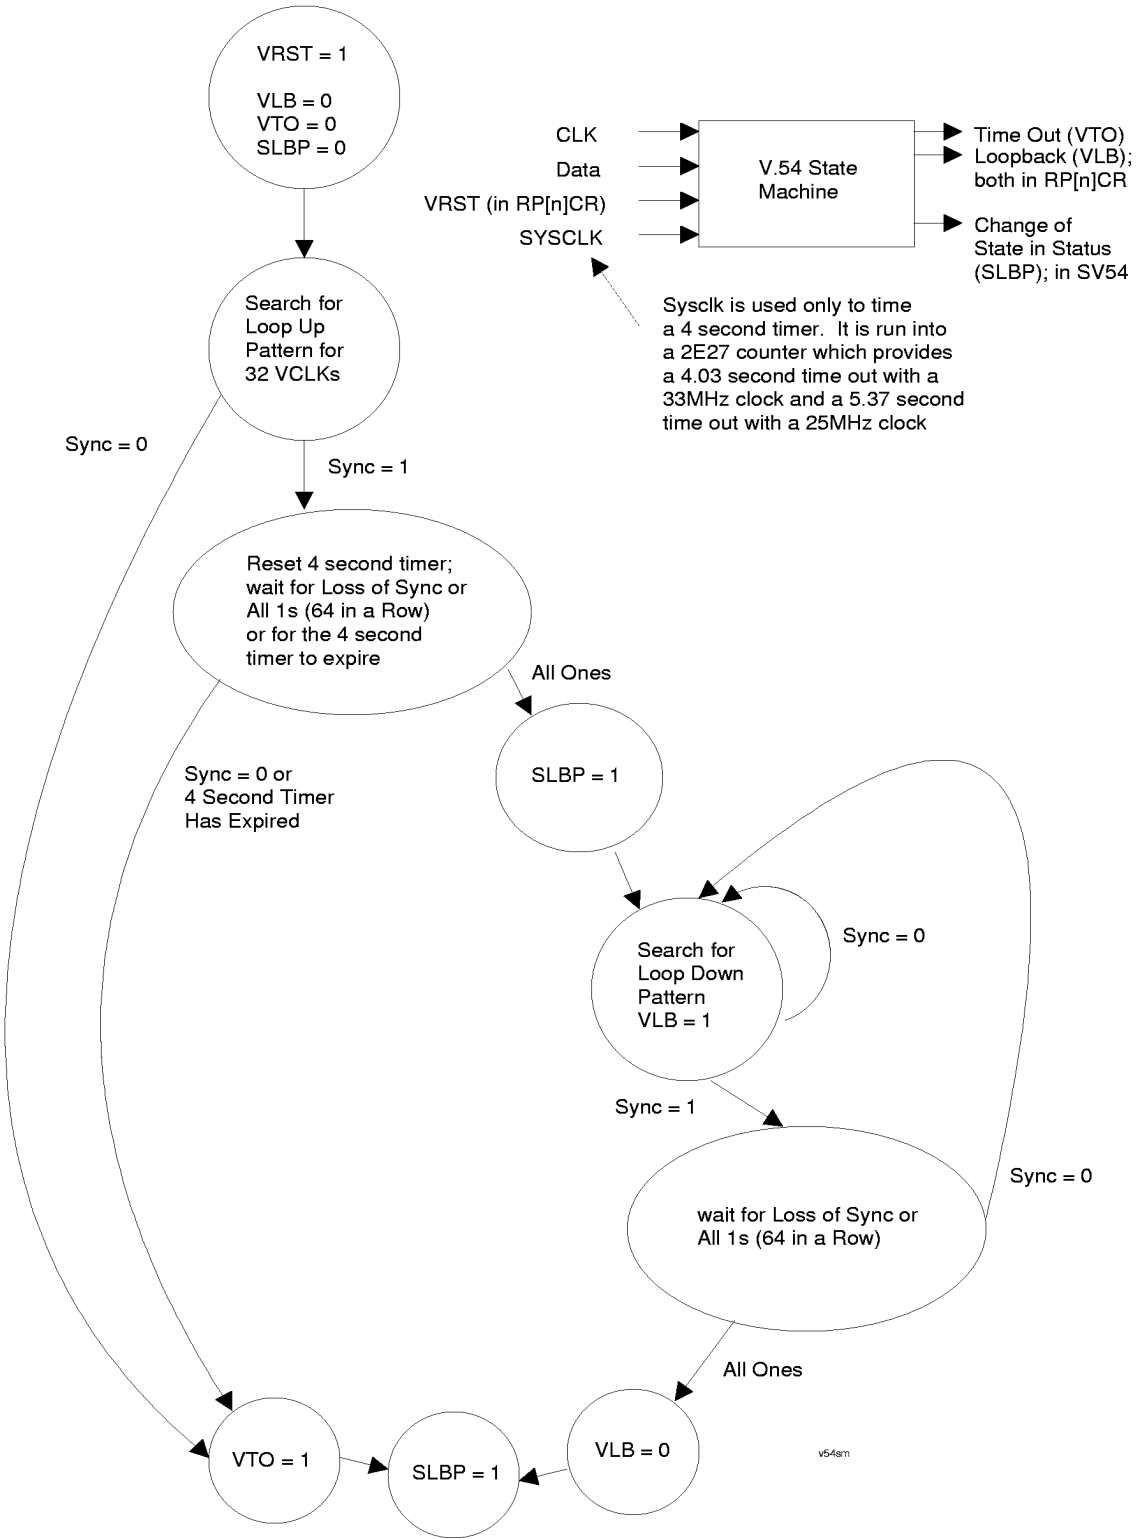 VRST = 1
VLB = 0
VTO = 0
SLBP = 0
CLK
Data
VRST (in RP[n]CR)
SYSCLK
V.54 State
Machine
Time Out (VTO)
Loopback (VLB);
both in RP[n]CR
Change of
State in Status
(SLBP); in SV54
Sysclk is used only to time
a 4 second timer. It is run into
a 2E27 counter which provides
a 4.03 second time out with a
33MHz clock and a 5.37 second
time out with a 25MHz clock
Search for
Loop Up
Pattern for
32 VCLKs
Sync = 0
Sync = 1
Reset 4 second timer;
wait for Loss of Sync or
All 1s (64 in a Row)
or for the 4 second
timer to expire
All Ones
Sync = 0 or
4 Second Timer
Has Expired
SLBP = 1
Search for
Loop Down
Pattern
VLB = 1
Sync = 0
Sync = 1
wait for Loss of Sync or
All 1s (64 in a Row)
Sync = 0
All Ones
VTO = 1
SLBP = 1
VLB = 0
v54sm